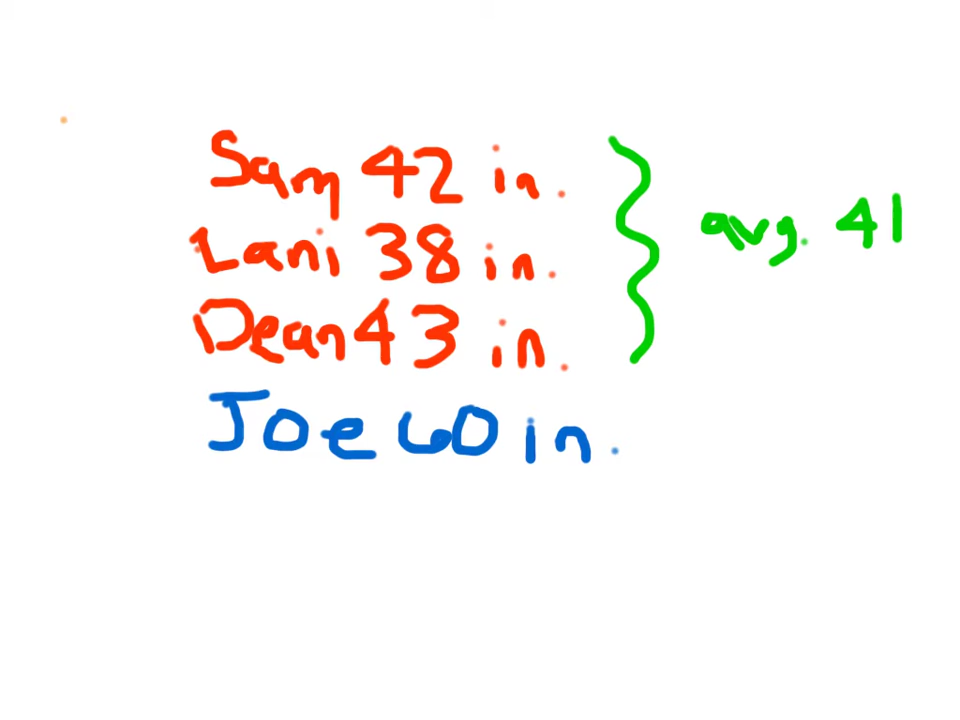 Sam 42 in.
Lani 38 in.
Dean 43 in.
avg. 41
Joe 60 in.